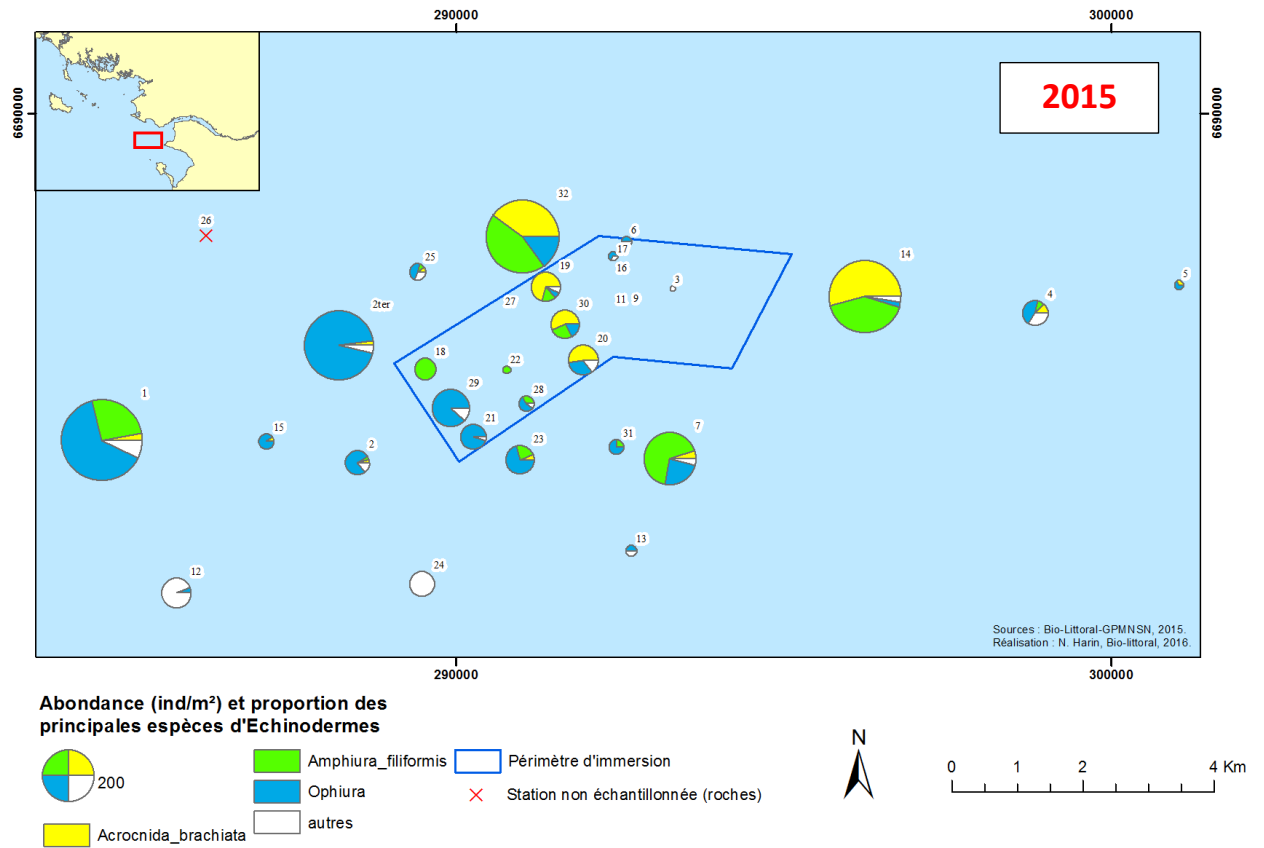 290000
300000
6690000
6690000
2015
26
32
6
17
16
25
19
27
30
11
9
3
14
5
4
2ter
20
18
22
29
28
1
21
15
2
23
31
7
13
12
24
Sources : Bio-Littoral-GPMNSN, 2015.
Réalisation : N. Harin, Bio-littoral, 2016.
290000
300000
Abondance (ind/m²) et proportion des
principales espèces d'Echinodermes
200
Acrocnida_brachiata
Amphiura_filiformis
Ophiura
autres
Périmètre d'immersion
Station non échantillonnée (roches)
N
0 1 2 4 Km